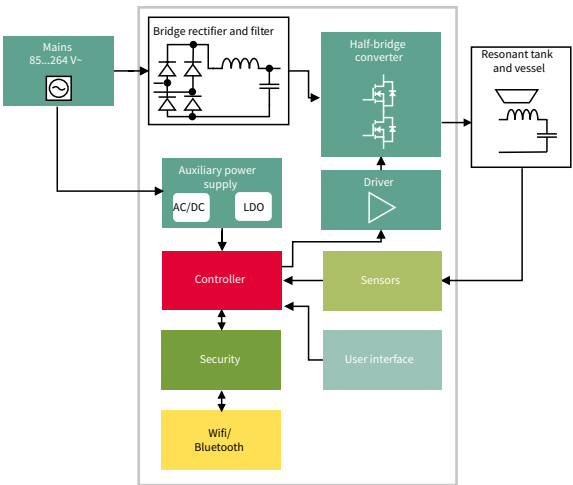 Mains
85...264 V~
Bridge rectifier and filter
Half-bridge
converter
Resonant tank
and vessel
Auxiliary power
supply
AC/DC
LDO
Driver
Controller
Sensors
Security
User interface
Wifi/
Bluetooth